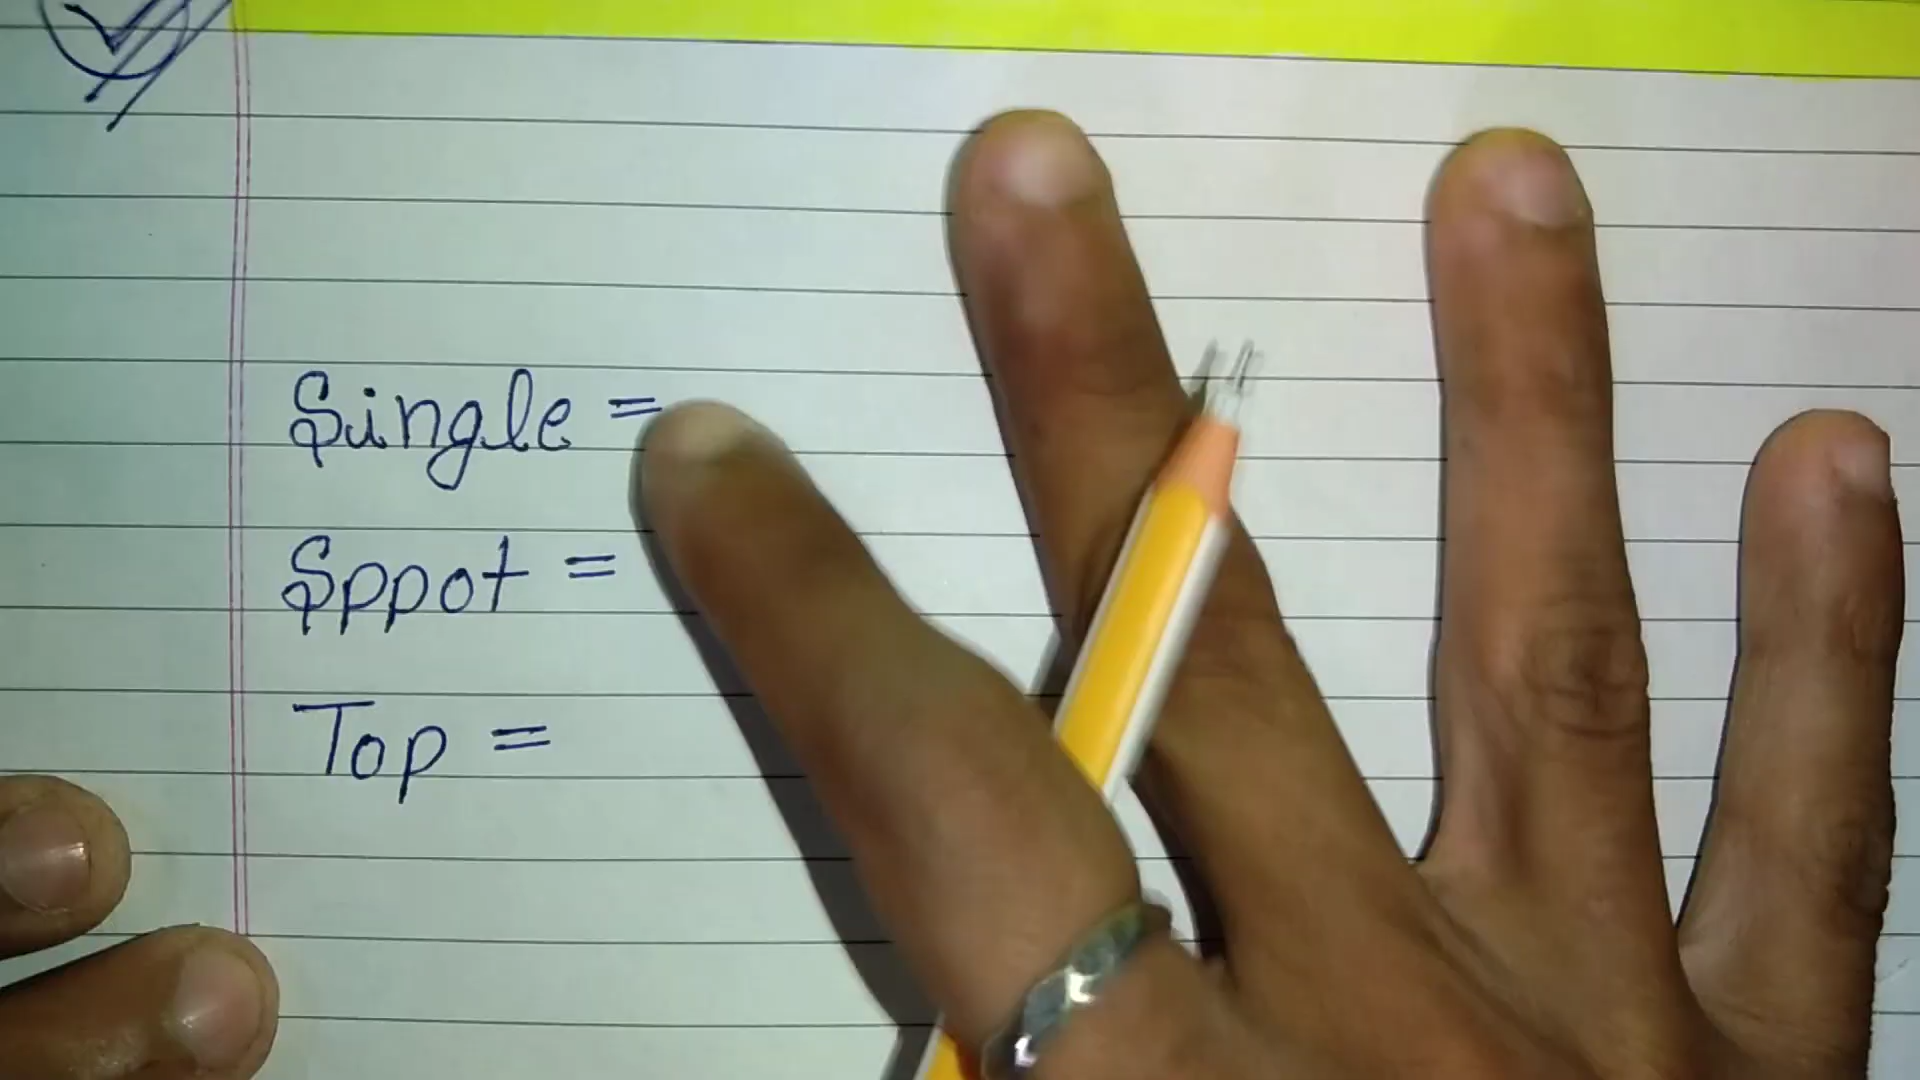 Single =
Sppot =
Top =